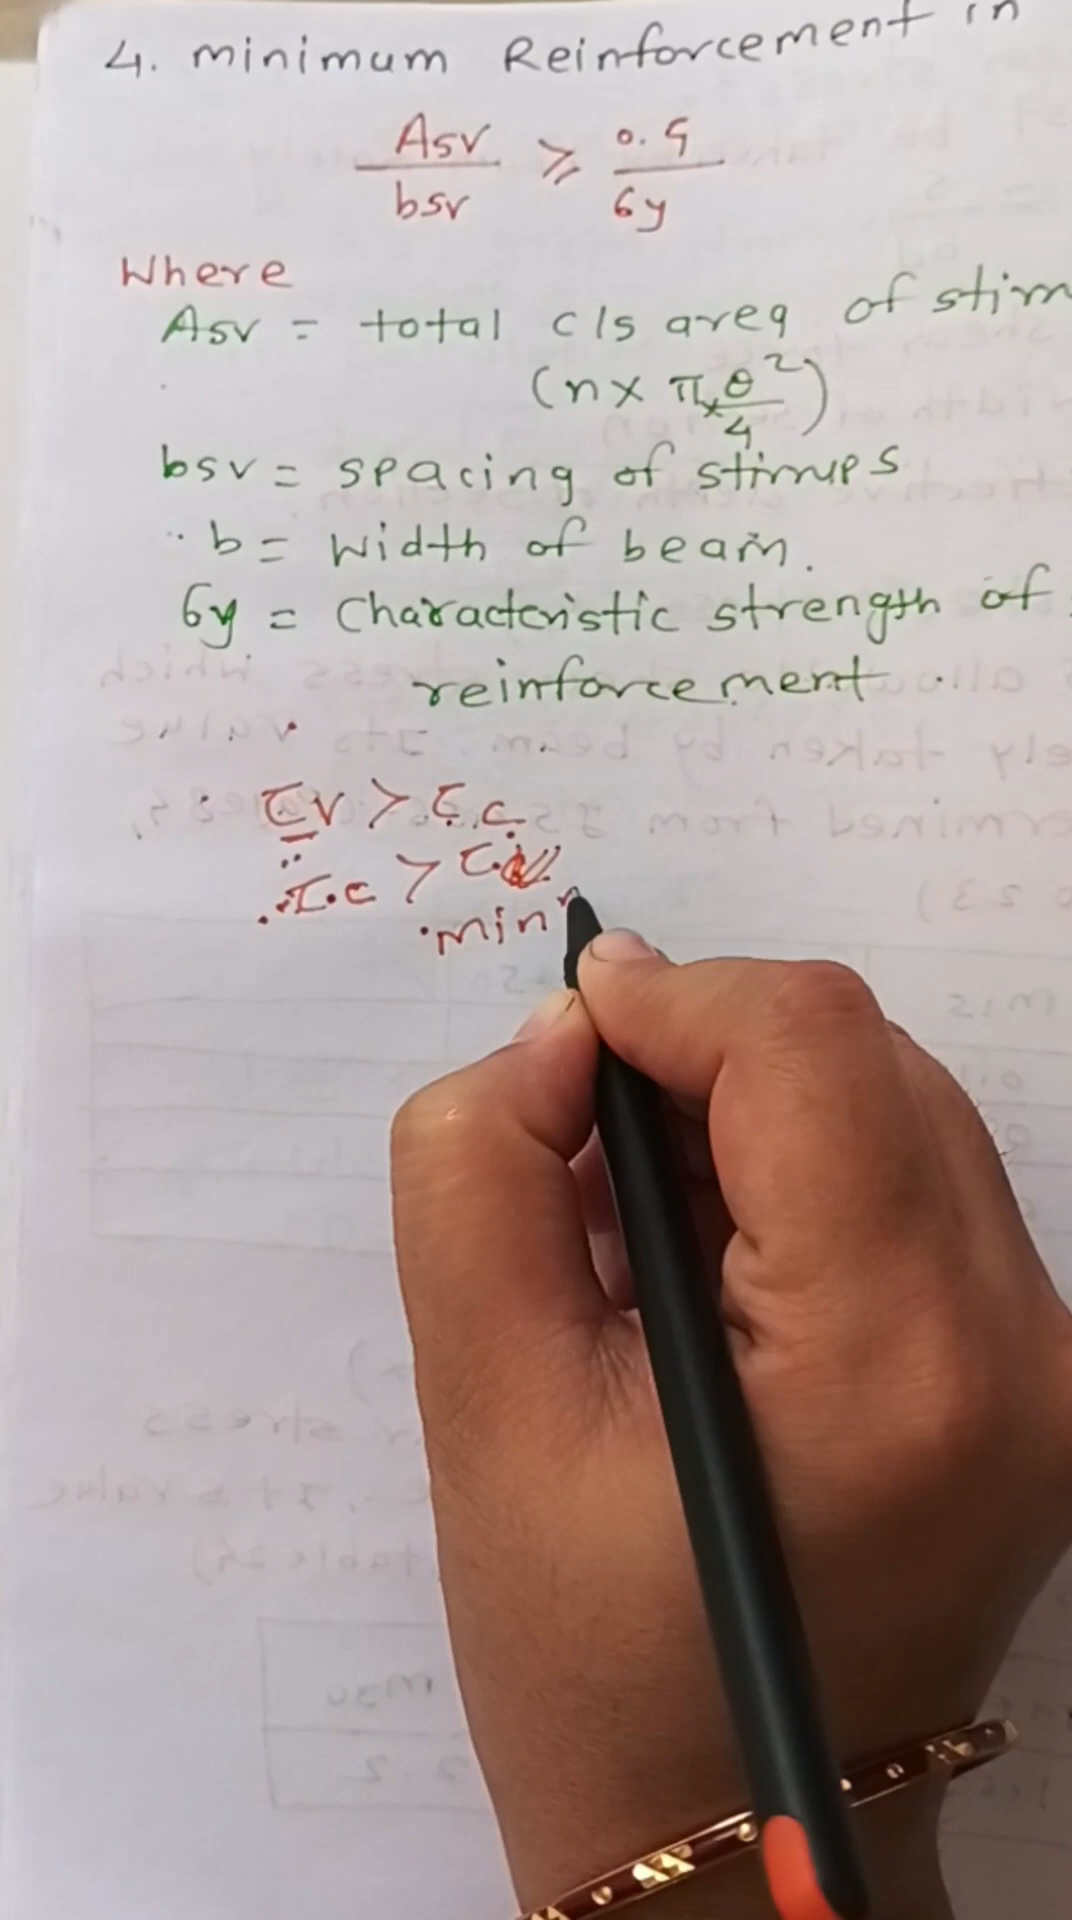 4. minimum Reinforcement in
Asv / bsv ≥ 0.4 / 6y
Where
Asv = total c/s area of stirr
(n × π × θ² / 4)
bsv = spacing of stirrups
b = width of beam.
6y = Characteristic strength of
reinforcement.
τv > τc
τc > τ
min